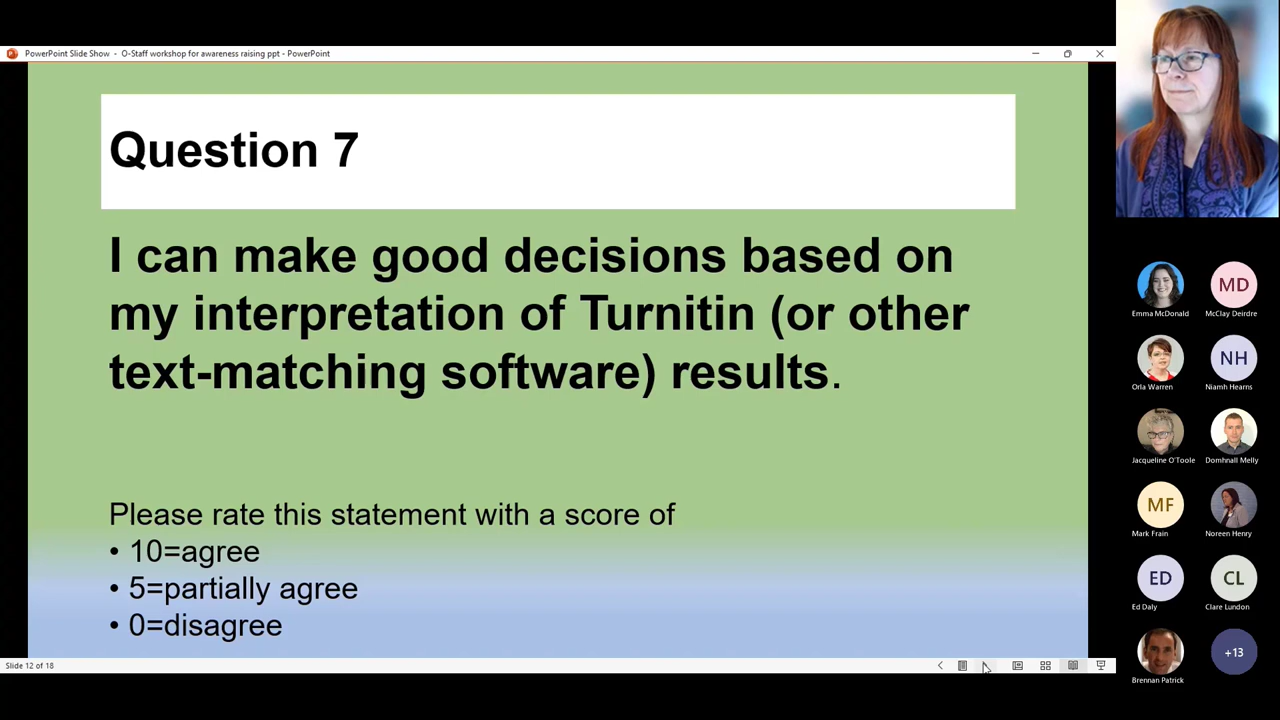 PowerPoint Slide Show - O-Staff workshop for awareness raising ppt - PowerPoint
Question 7
I can make good decisions based on
my interpretation of Turnitin (or other
text-matching software) results.
Please rate this statement with a score of
• 10=agree
• 5=partially agree
• 0=disagree
Slide 12 of 18
Emma McDonald
MD
McClay Deirdre
Orla Warren
NH
Niamh Hearns
Jacqueline O'Toole
Domhnall Melly
MF
Mark Frain
Noreen Henry
ED
Ed Daly
CL
Clare Lundon
Brennan Patrick
+13